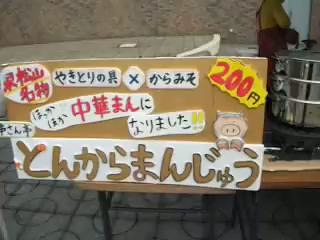 東松山名物
やきとりの具×からみそ
200円
ほっかほか中華まんに
なりました!!
とんからまんじゅう